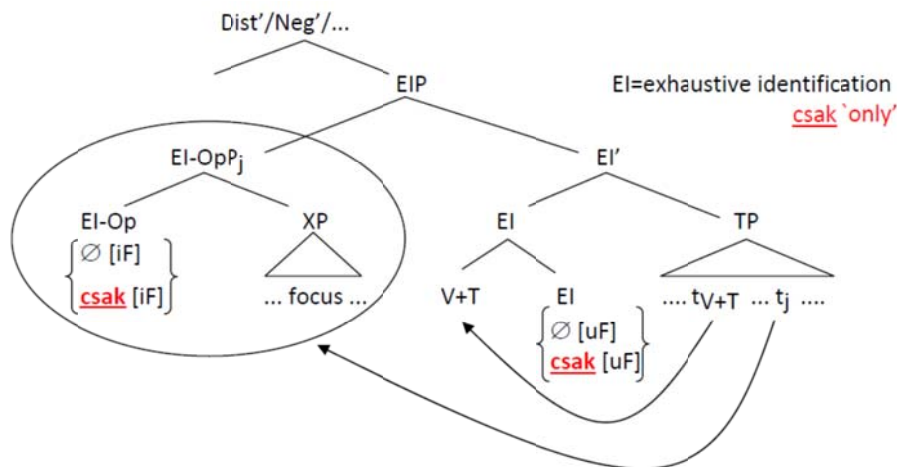 Dist'/Neg'/...
EIP
EI=exhaustive identification
csak `only'
EI-OpPj
EI'
EI-Op
XP
EI
TP
∅ [iF]
csak [iF]
... focus ...
V+T
EI
.... tV+T ... tj ....
∅ [uF]
csak [uF]